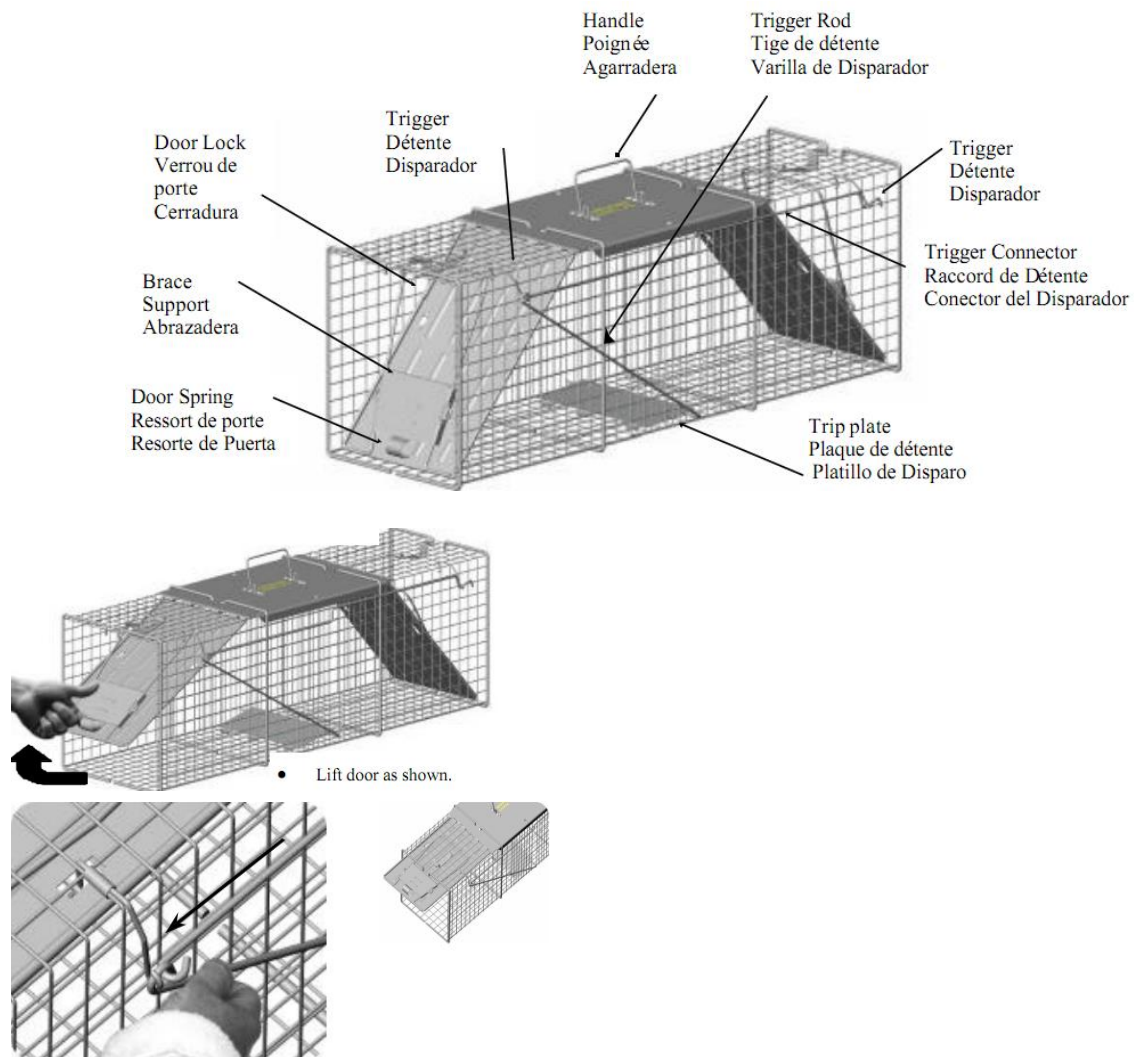 Handle
Poignée
Agarradera
Trigger Rod
Tige de détente
Varilla de Disparador
Trigger
Détente
Disparador
Door Lock
Verrou de
porte
Cerradura
Trigger
Détente
Disparador
Trigger Connector
Raccord de Détente
Conector del Disparador
Brace
Support
Abrazadera
Door Spring
Ressort de porte
Resorte de Puerta
Trip plate
Plaque de détente
Platillo de Disparo
• Lift door as shown.